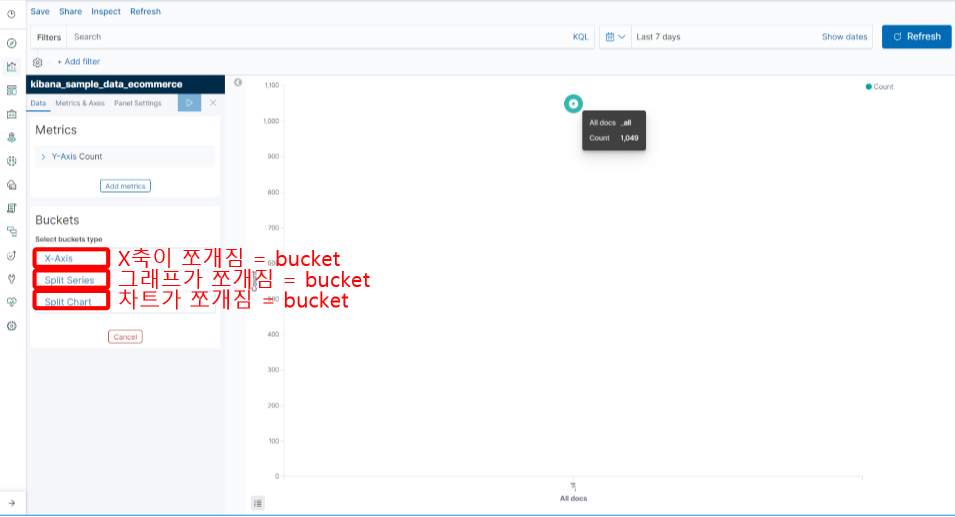 Save Share Inspect Refresh
Filters Search KQL Last 7 days Show dates Refresh
+ Add filter
kibana_sample_data_ecommerce
Data Metrics & Axes Panel Settings
Metrics
Y-Axis Count
Add metrics
Buckets
Select buckets type
X-Axis X축이 쪼개짐 = bucket
Split Series 그래프가 쪼개짐 = bucket
Split Chart 차트가 쪼개짐 = bucket
Cancel
1,100
1,000
900
800
700
600
500
400
300
200
100
0
Count
Count
All docs _all
Count 1,049
All docs